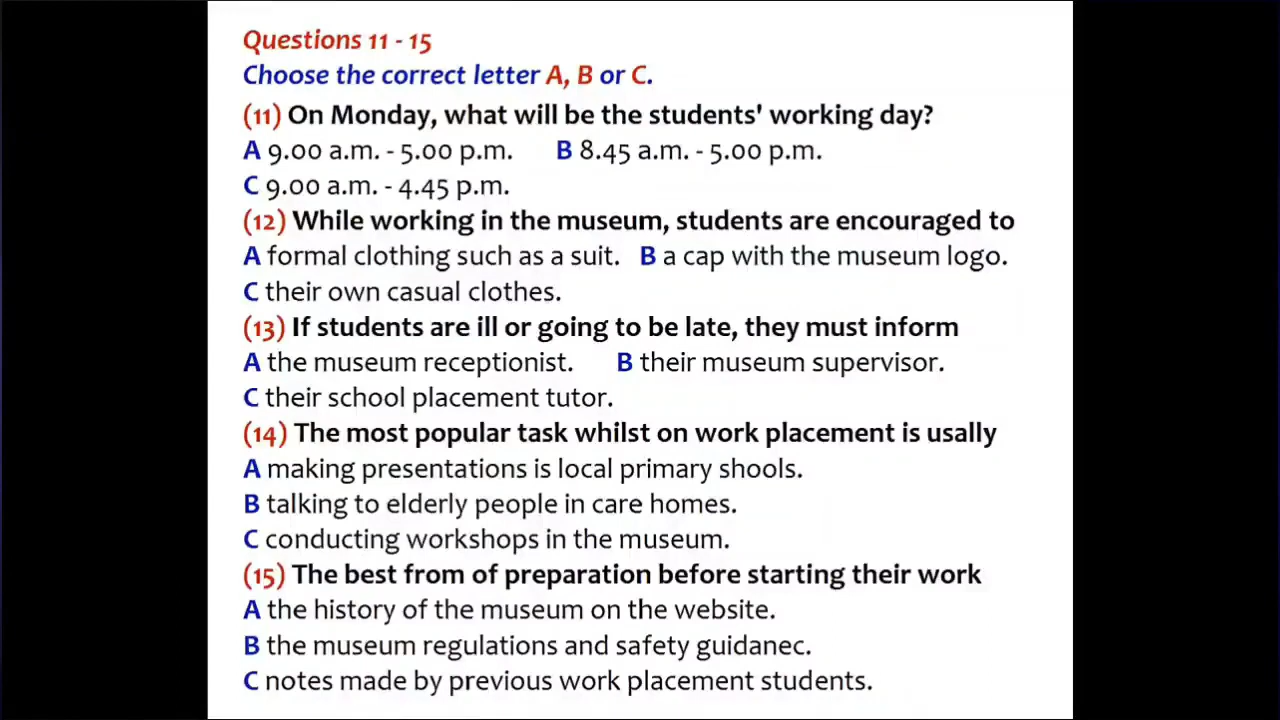 Questions 11 - 15
Choose the correct letter A, B or C.
(11) On Monday, what will be the students' working day?
A 9.00 a.m. - 5.00 p.m. B 8.45 a.m. - 5.00 p.m.
C 9.00 a.m. - 4.45 p.m.
(12) While working in the museum, students are encouraged to
A formal clothing such as a suit. B a cap with the museum logo.
C their own casual clothes.
(13) If students are ill or going to be late, they must inform
A the museum receptionist. B their museum supervisor.
C their school placement tutor.
(14) The most popular task whilst on work placement is usally
A making presentations is local primary shools.
B talking to elderly people in care homes.
C conducting workshops in the museum.
(15) The best from of preparation before starting their work
A the history of the museum on the website.
B the museum regulations and safety guidanec.
C notes made by previous work placement students.